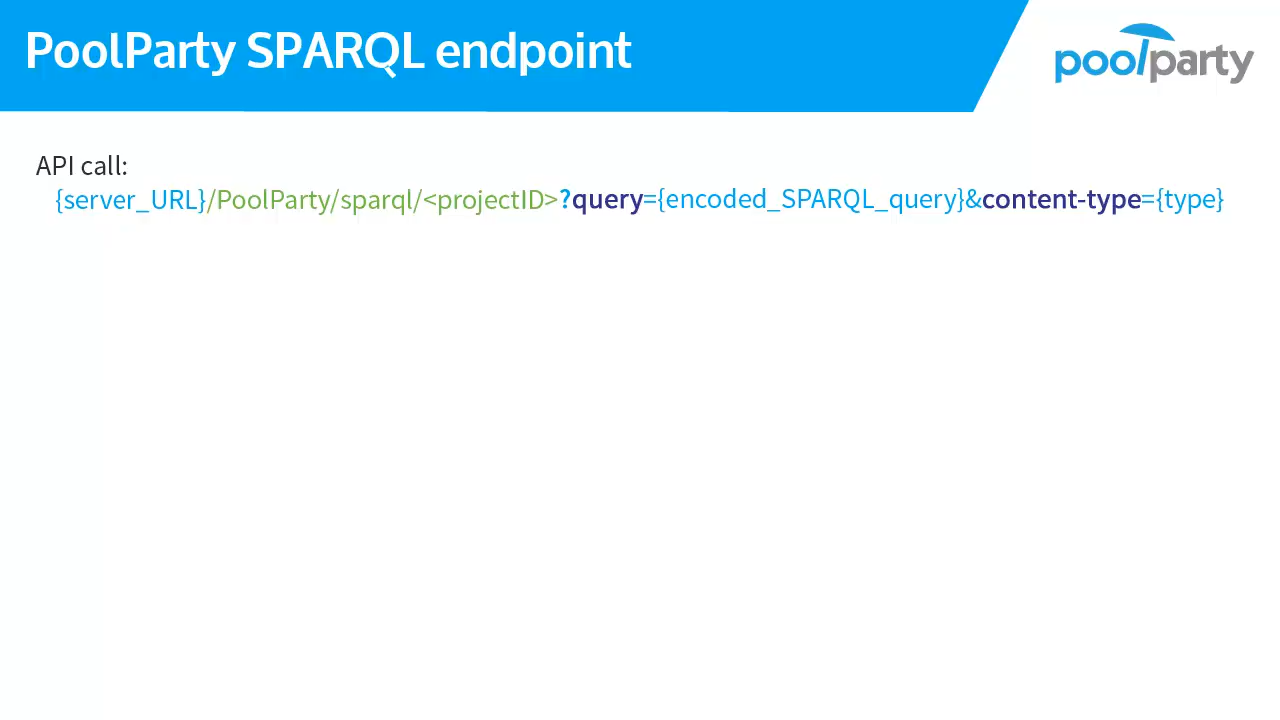 PoolParty SPARQL endpoint
poolparty
API call:
{server_URL}/PoolParty/sparql/<projectID>?query={encoded_SPARQL_query}&content-type={type}